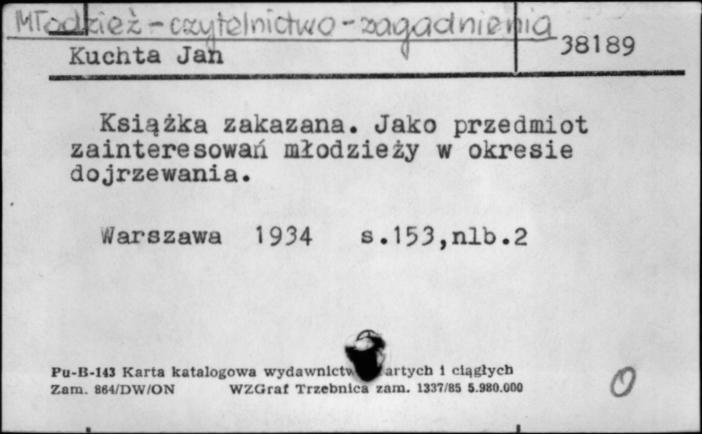 Młodzież-czytelnictwo-zagadnienia
Kuchta Jan
38189
Książka zakazana. Jako przedmiot
zainteresowań młodzieży w okresie
dojrzewania.
Warszawa 1934 s.153,nlb.2
Pu-B-143 Karta katalogowa wydawnictw artych i ciągłych
Zam. 864/DW/ON WZGraf Trzebnica zam. 1337/85 5.980.000